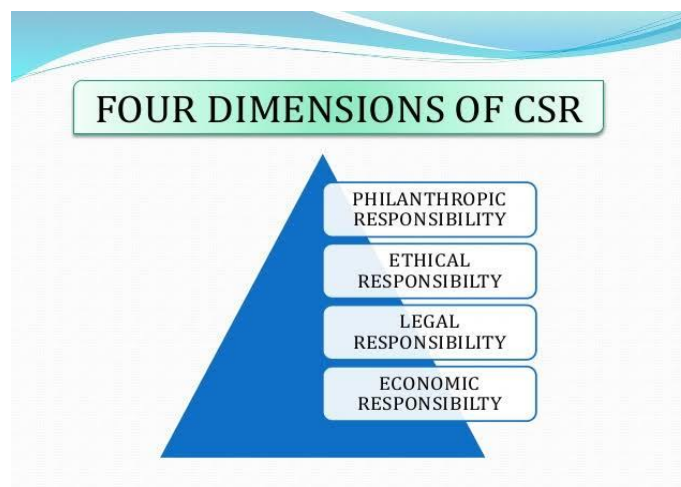 FOUR DIMENSIONS OF CSR
PHILANTHROPIC
RESPONSIBILITY
ETHICAL
RESPONSIBILTY
LEGAL
RESPONSIBILITY
ECONOMIC
RESPONSIBILTY